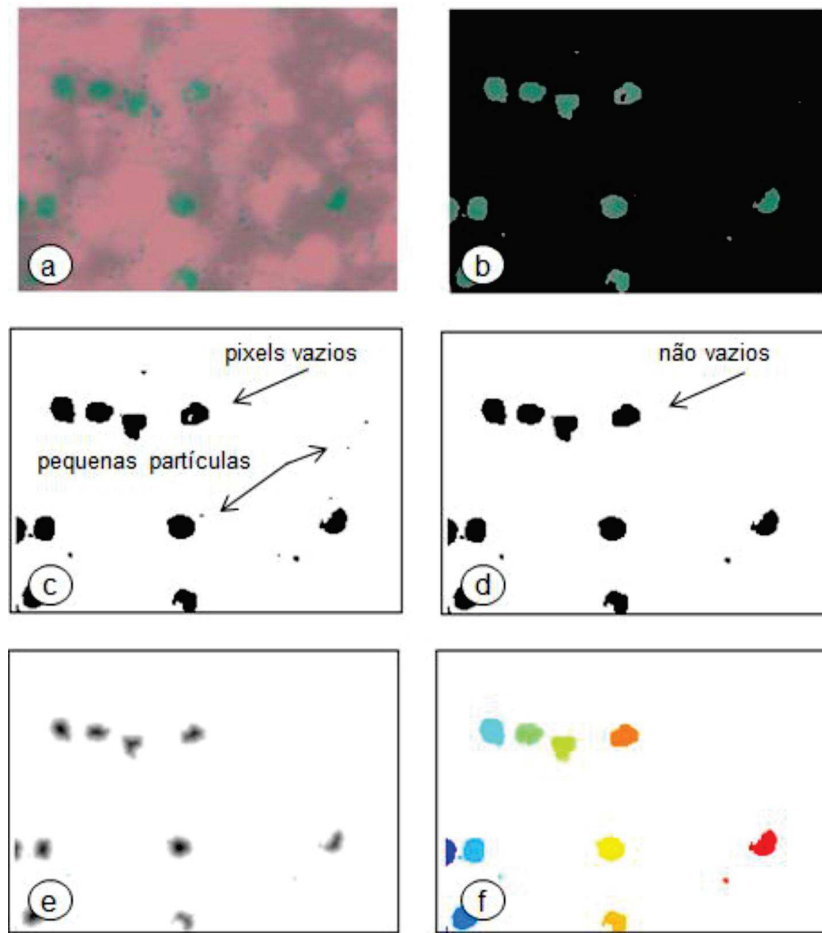 a
b
pixels vazios
pequenas partículas
c
não vazios
d
e
f